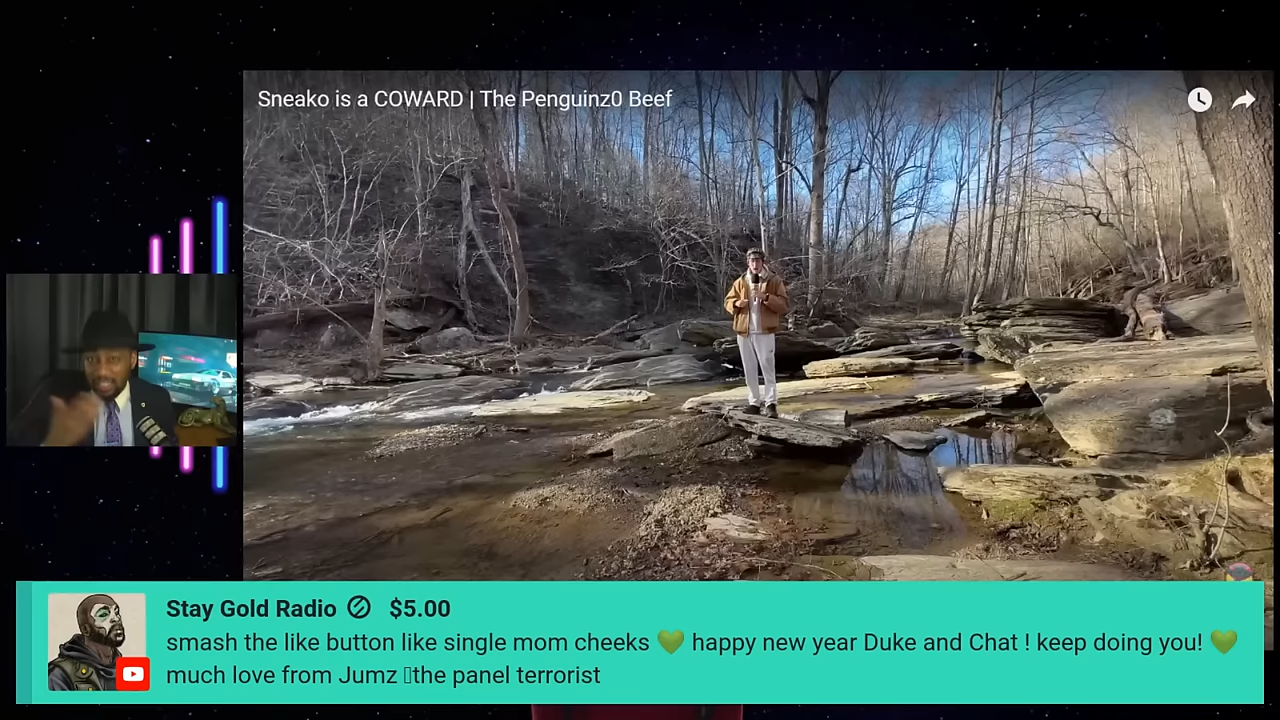 Sneako is a COWARD | The Penguinz0 Beef
Stay Gold Radio $5.00
smash the like button like single mom cheeks 💚 happy new year Duke and Chat ! keep doing you! 💚
much love from Jumz ▯the panel terrorist